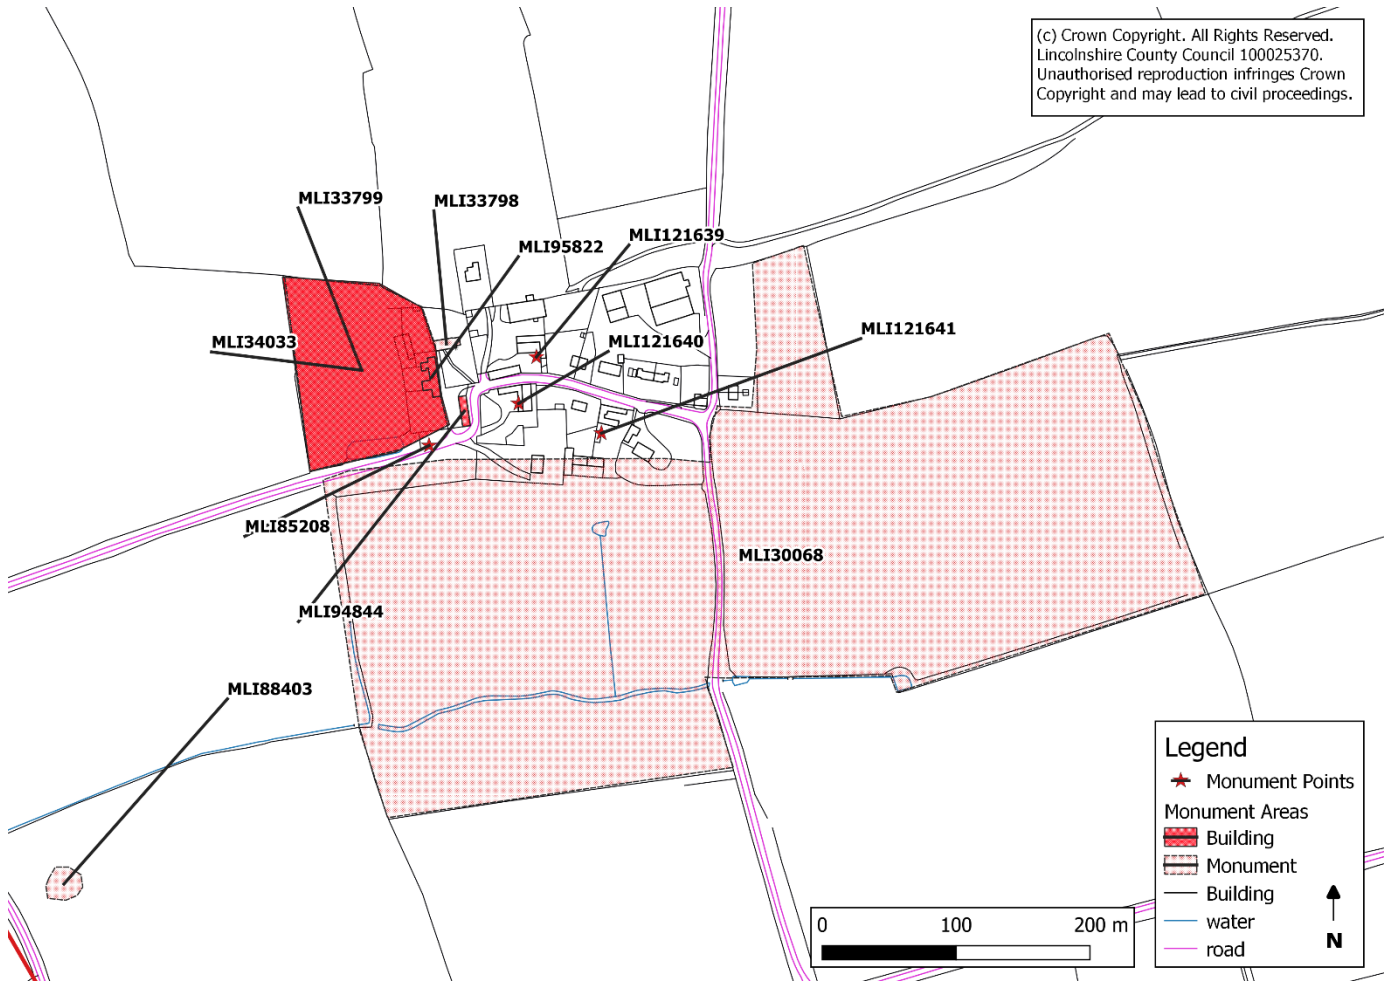 (c) Crown Copyright. All Rights Reserved.
Lincolnshire County Council 100025370.
Unauthorised reproduction infringes Crown
Copyright and may lead to civil proceedings.
MLI33799
MLI33798
MLI121639
MLI95822
MLI121641
MLI34033
MLI121640
MLI85208
MLI30068
MLI94844
MLI88403
Legend
Monument Points
Monument Areas
Building
Monument
Building
water
road
N
0 100 200 m